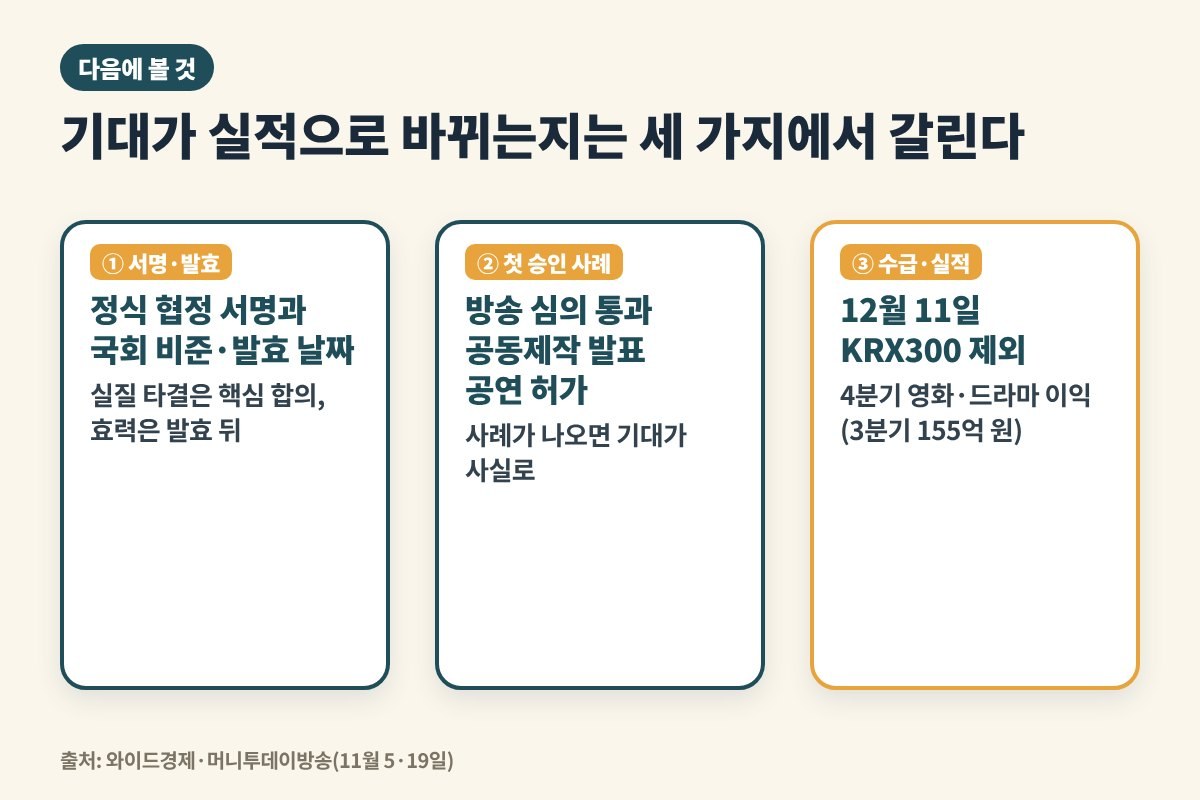 다음에 볼 것
기대가 실적으로 바뀌는지는 세 가지에서 갈린다
① 서명·발효
정식 협정 서명과
국회 비준·발효 날짜
실질 타결은 핵심 합의,
효력은 발효 뒤
② 첫 승인 사례
방송 심의 통과
공동제작 발표
공연 허가
사례가 나오면 기대가
사실로
③ 수급·실적
12월 11일
KRX300 제외
4분기 영화·드라마 이익
(3분기 155억 원)
출처: 와이드경제·머니투데이방송(11월 5·19일)